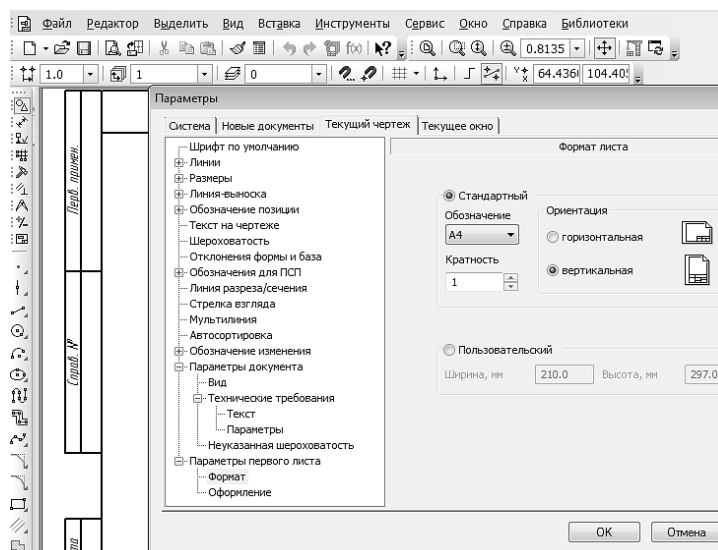 Файл Редактор Выделить Вид Вставка Инструменты Сервис Окно Справка Библиотеки
0.8135
1.0 1 0 64.436 104.40
Параметры
Система Новые документы Текущий чертеж Текущее окно
Шрифт по умолчанию
Линии
Размеры
Линия-выноска
Обозначение позиции
Текст на чертеже
Шероховатость
Отклонения формы и база
Обозначения для ПСП
Линия разреза/сечения
Стрелка взгляда
Мультилиния
Автосортировка
Обозначение изменения
Параметры документа
Вид
Технические требования
Текст
Параметры
Неуказанная шероховатость
Параметры первого листа
Формат
Оформление
Формат листа
Стандартный
Обозначение
A4
Кратность
1
Ориентация
горизонтальная
вертикальная
Пользовательский
Ширина, мм 210.0 Высота, мм 297.0
OK Отмена
Перв. примен.
Справ. №
та